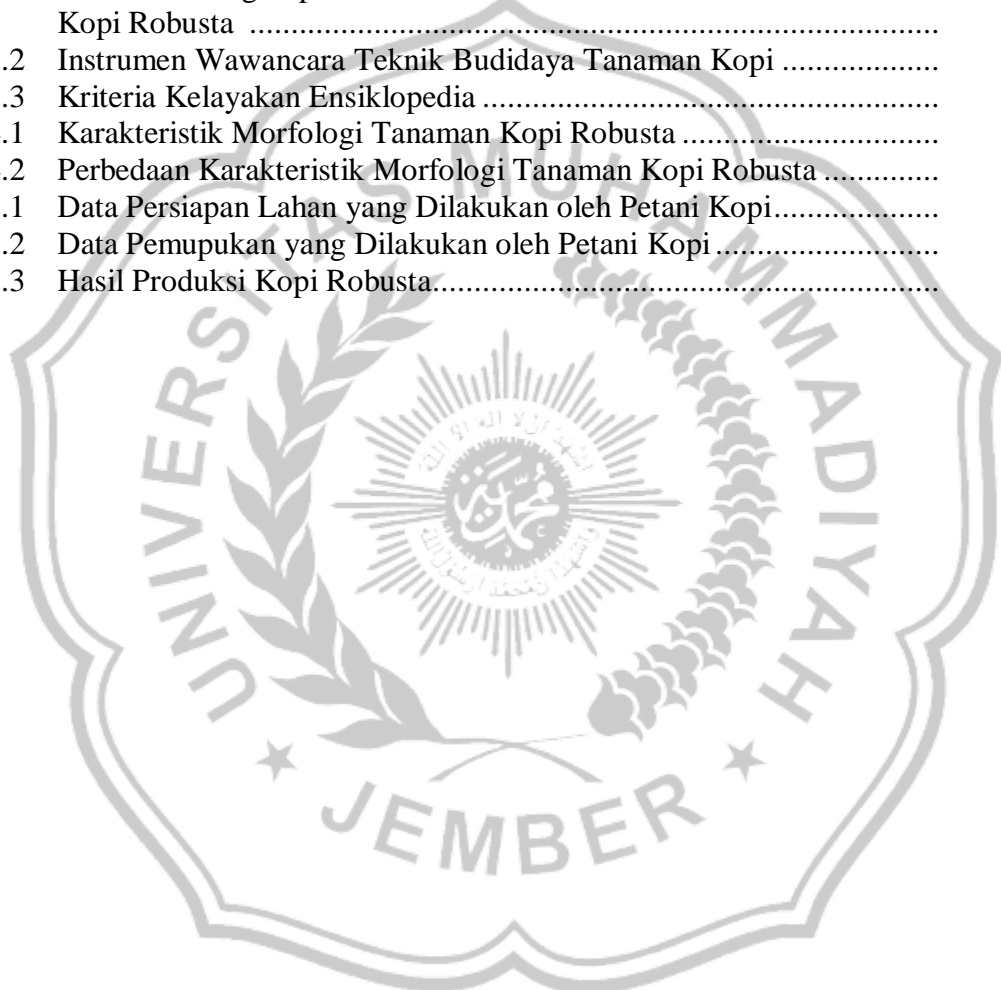 Kopi Robusta ..........................................................................
.2 Instrumen Wawancara Teknik Budidaya Tanaman Kopi ...................
.3 Kriteria Kelayakan Ensiklopedia ..............................................
.1 Karakteristik Morfologi Tanaman Kopi Robusta ..........................
.2 Perbedaan Karakteristik Morfologi Tanaman Kopi Robusta ..............
.1 Data Persiapan Lahan yang Dilakukan oleh Petani Kopi.................
.2 Data Pemupukan yang Dilakukan oleh Petani Kopi.......................
.3 Hasil Produksi Kopi Robusta...................................................
UNIVERSITAS MUHAMMADIYAH
JEMBER